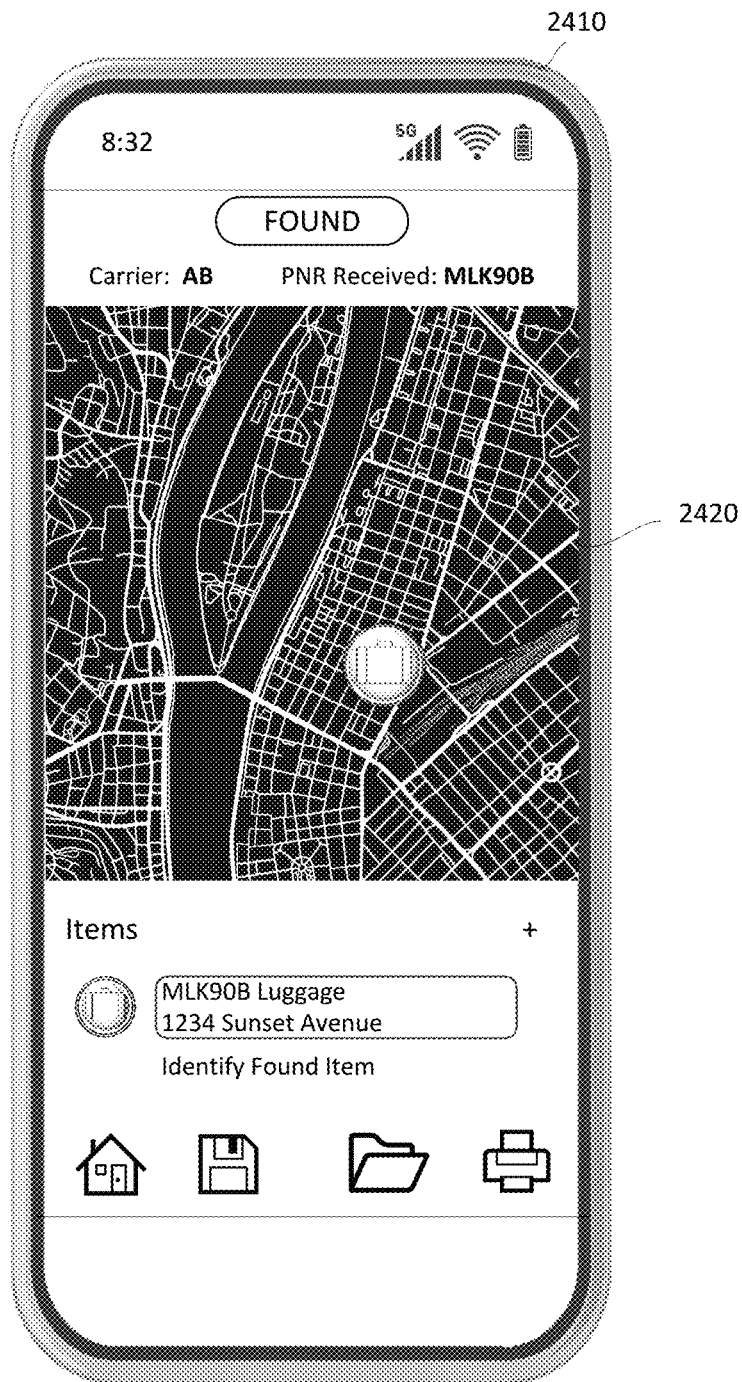 2410
8:32
5G
FOUND
Carrier: AB PNR Received: MLK90B
2420
Items +
MLK90B Luggage
1234 Sunset Avenue
Identify Found Item